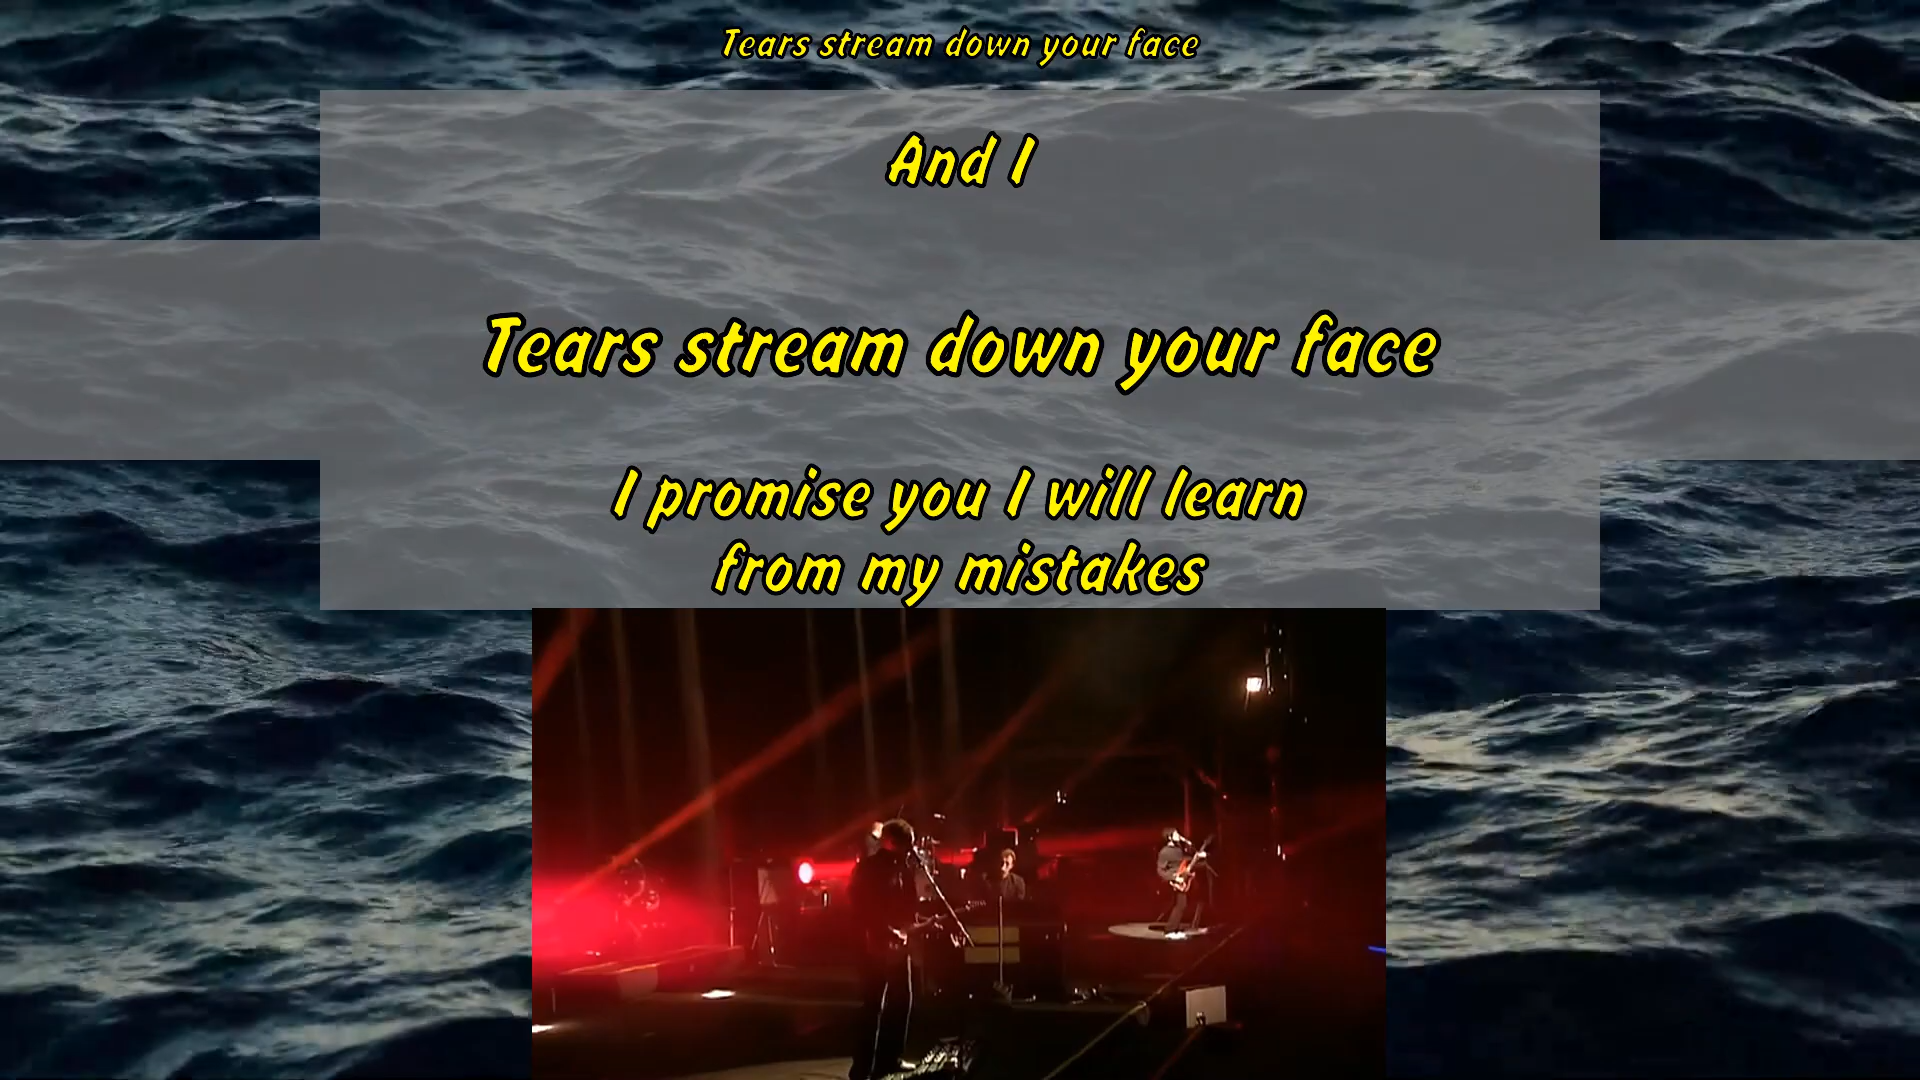 Tears stream down your face
And I
Tears stream down your face
I promise you I will learn
from my mistakes